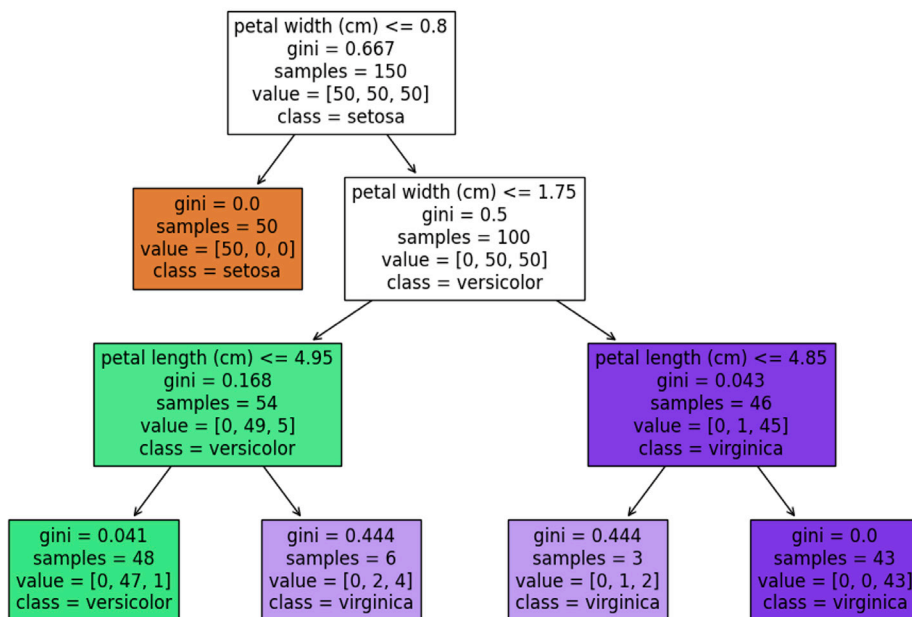 petal width (cm) <= 0.8
gini = 0.667
samples = 150
value = [50, 50, 50]
class = setosa
gini = 0.0
samples = 50
value = [50, 0, 0]
class = setosa
petal width (cm) <= 1.75
gini = 0.5
samples = 100
value = [0, 50, 50]
class = versicolor
petal length (cm) <= 4.95
gini = 0.168
samples = 54
value = [0, 49, 5]
class = versicolor
petal length (cm) <= 4.85
gini = 0.043
samples = 46
value = [0, 1, 45]
class = virginica
gini = 0.041
samples = 48
value = [0, 47, 1]
class = versicolor
gini = 0.444
samples = 6
value = [0, 2, 4]
class = virginica
gini = 0.444
samples = 3
value = [0, 1, 2]
class = virginica
gini = 0.0
samples = 43
value = [0, 0, 43]
class = virginica